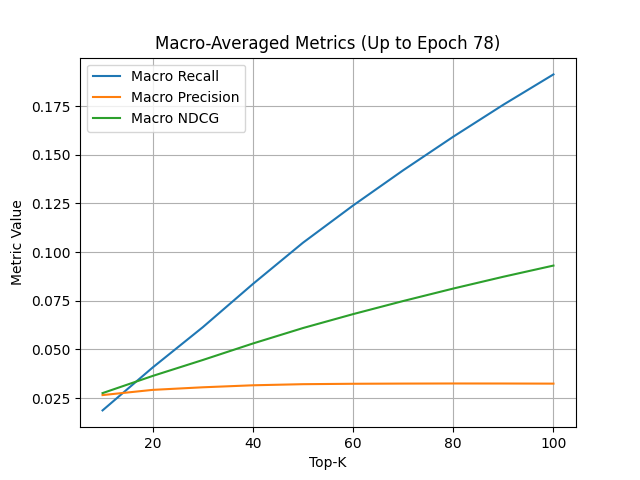 Macro-Averaged Metrics (Up to Epoch 78)
Macro Recall
Macro Precision
Macro NDCG
Metric Value
0.175
0.150
0.125
0.100
0.075
0.050
0.025
20 40 60 80 100
Top-K